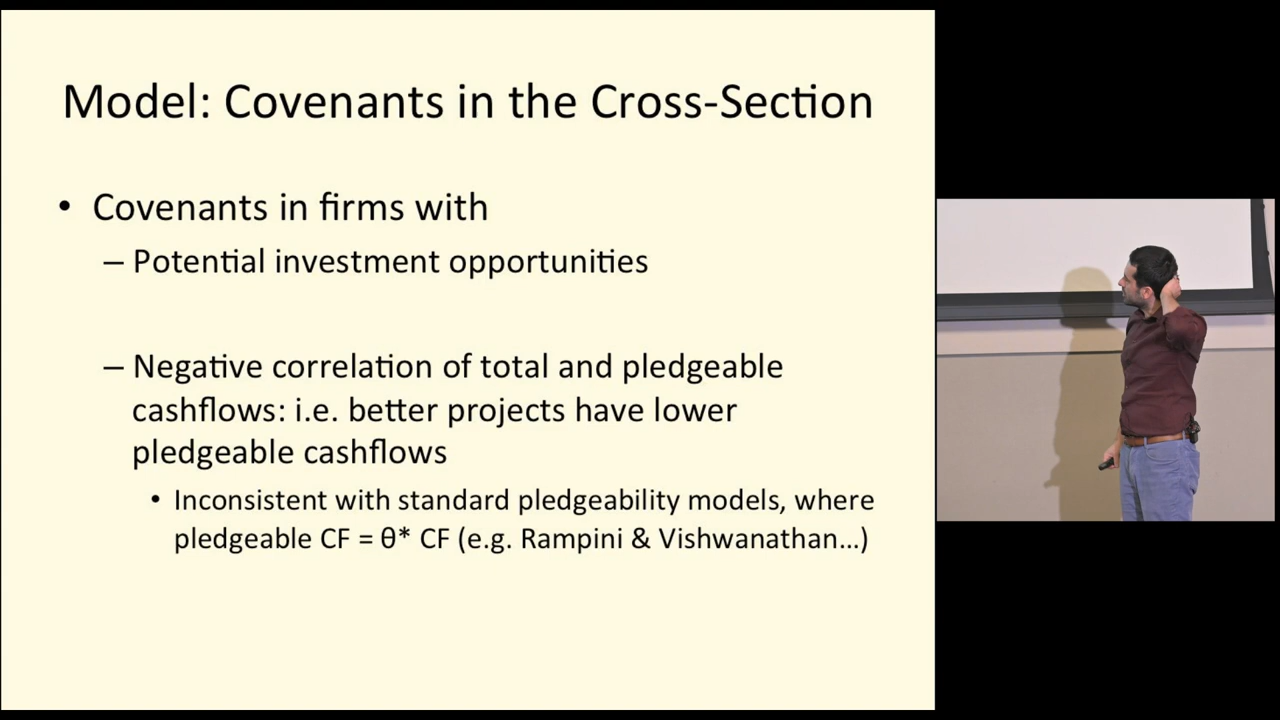 Model: Covenants in the Cross-Section
• Covenants in firms with
– Potential investment opportunities
– Negative correlation of total and pledgeable
cashflows: i.e. better projects have lower
pledgeable cashflows
• Inconsistent with standard pledgeability models, where
pledgeable CF = θ* CF (e.g. Rampini & Vishwanathan...)